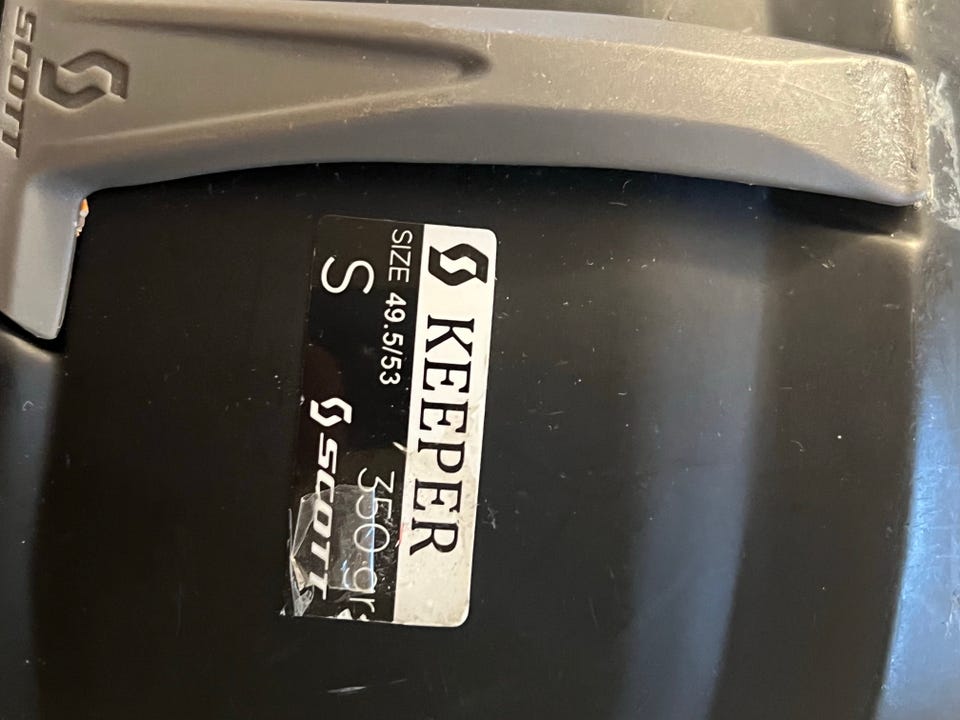 SCOTT
KEEPER
SIZE 49.5/53
S
350 gr
SCOTT